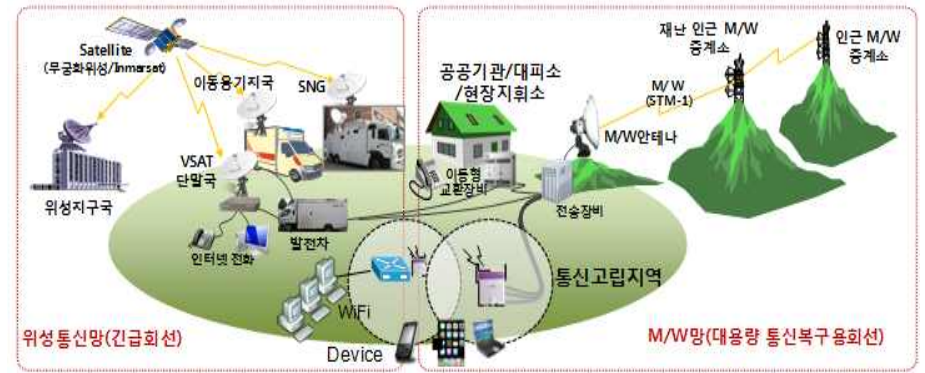 Satellite
(무궁화위성/Inmarsat)
이동용기지국
SNG
VSAT
단말국
위성지구국
인터넷 전화
발전차
WiFi
Device
위성통신망(긴급회선)
공공기관/대피소
/현장지휘소
이동형
교환장비
M/W안테나
전송장비
M/W
(STM-1)
재난 인근 M/W
중계소
인근 M/W
중계소
통신고립지역
M/W망(대용량 통신복구용회선)